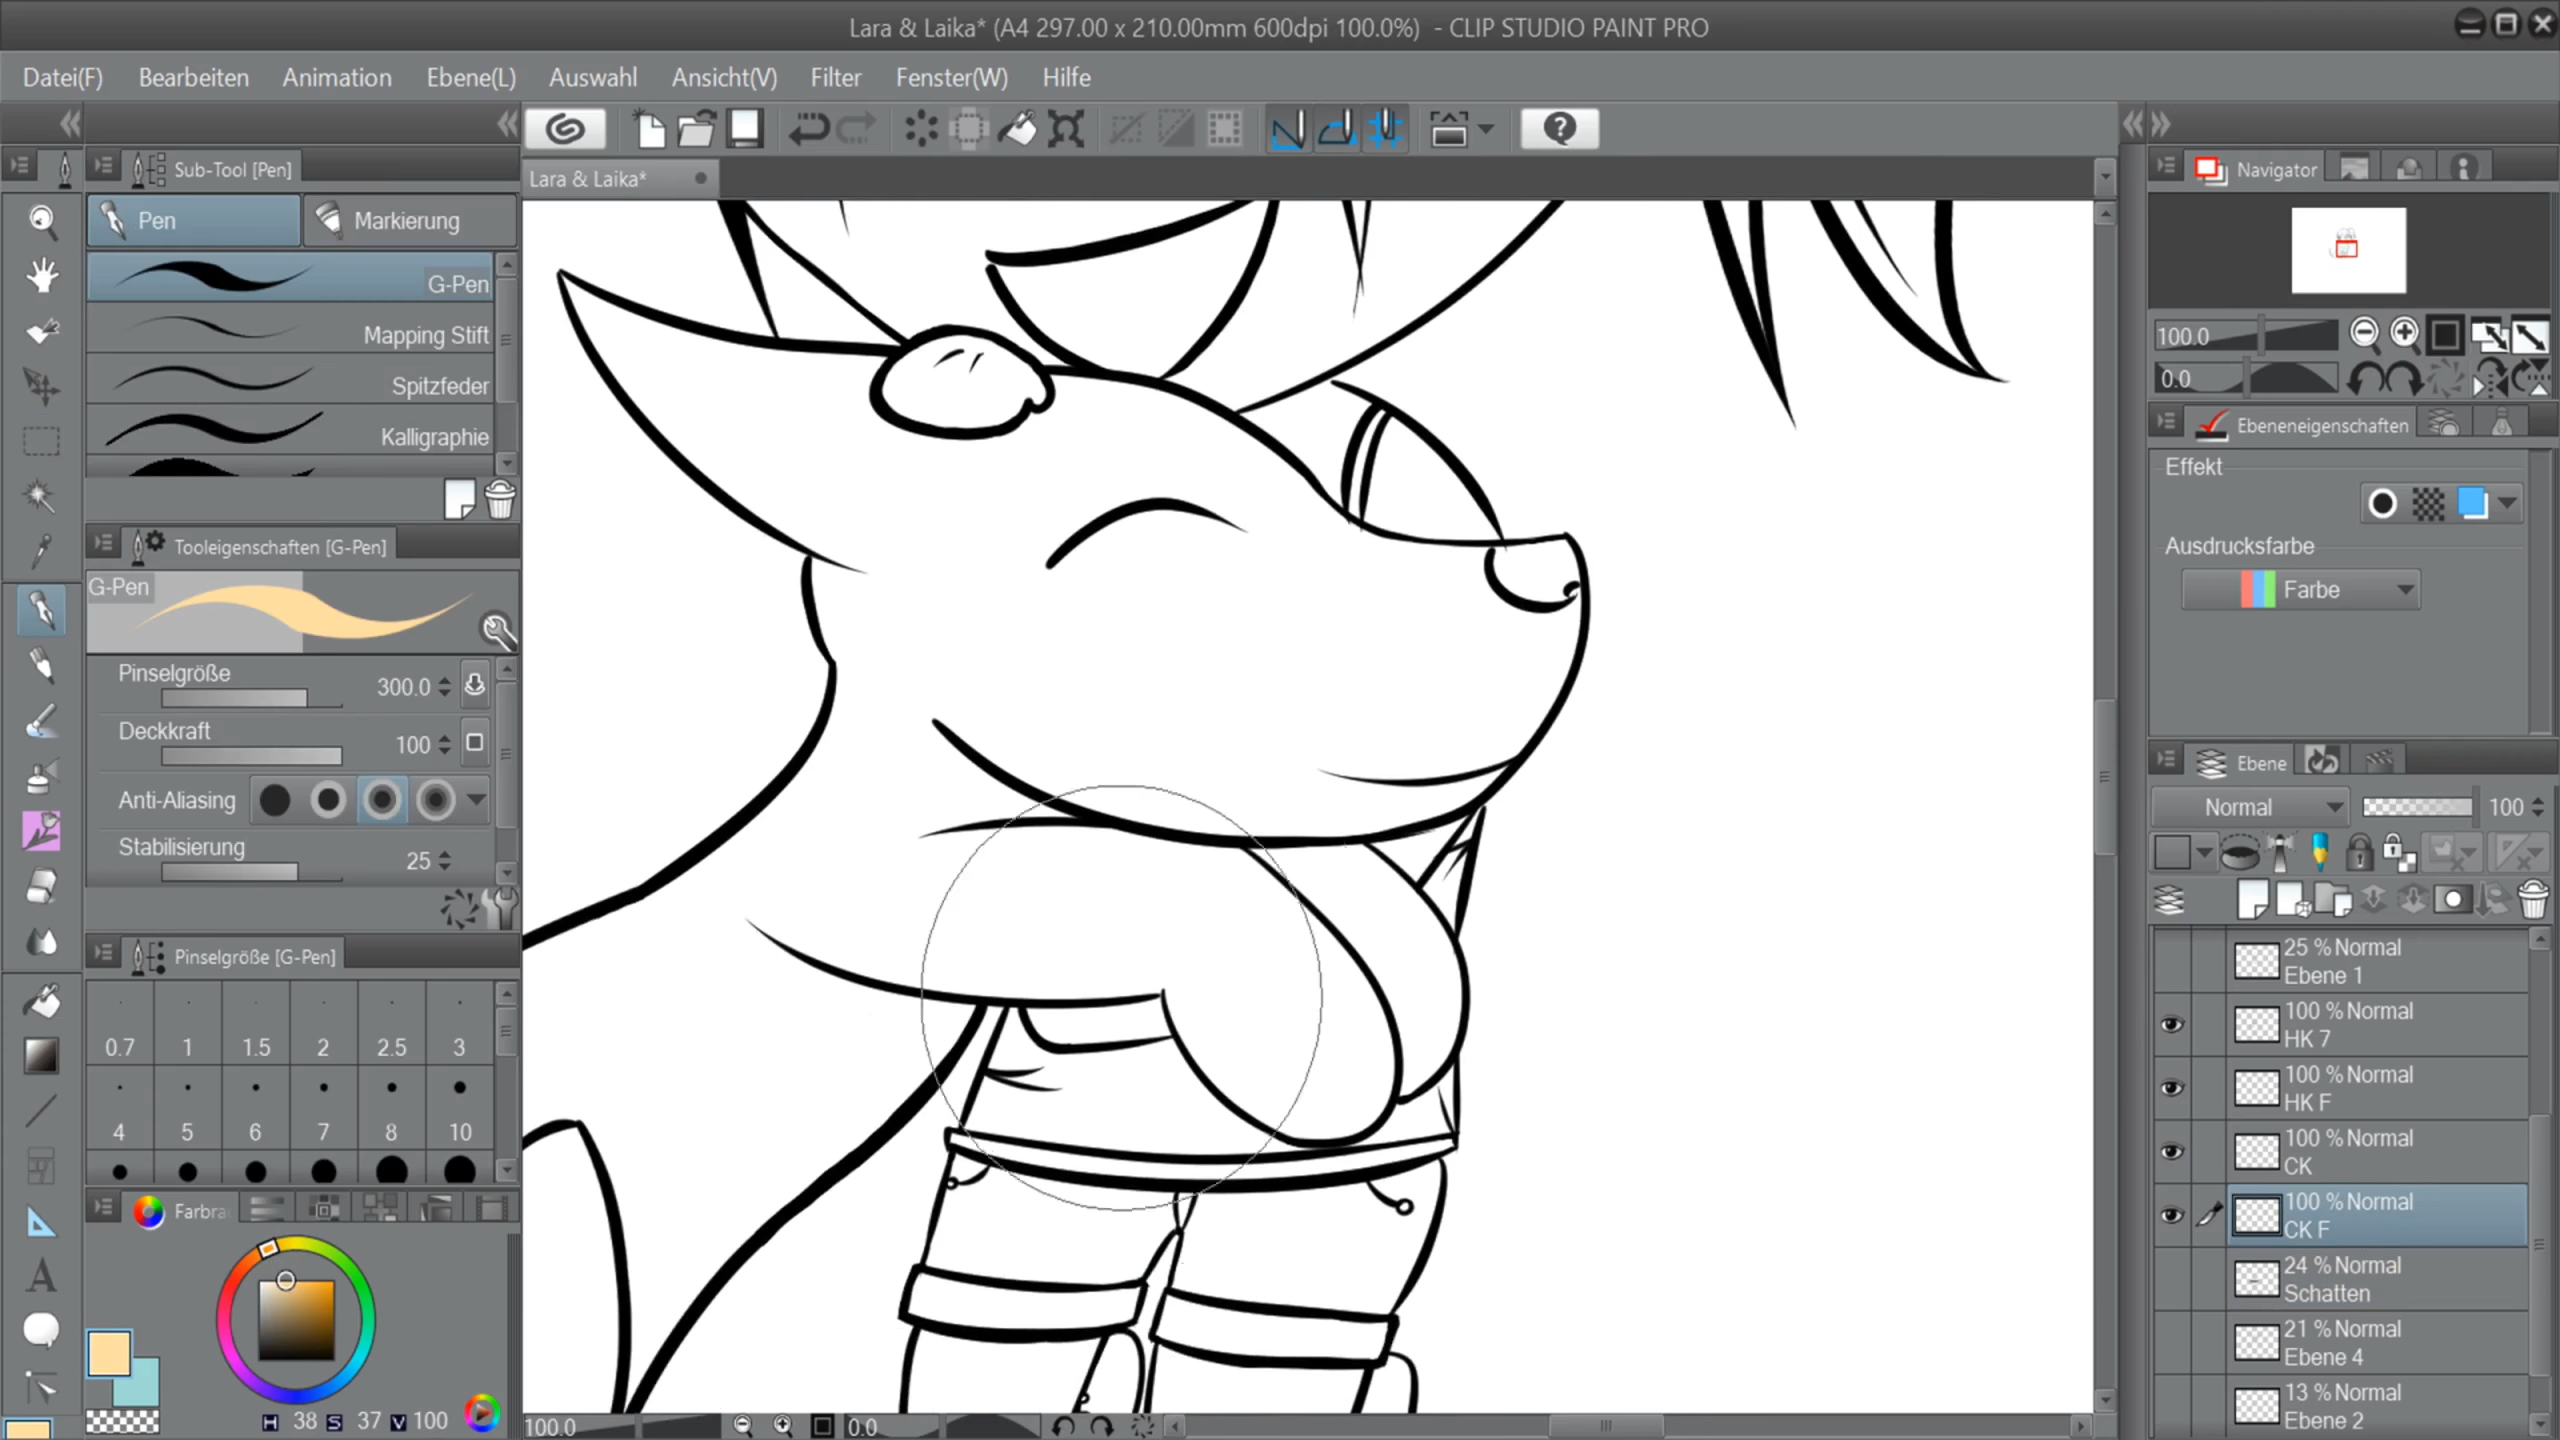 Lara & Laika* (A4 297.00 x 210.00mm 600dpi 100.0%) - CLIP STUDIO PAINT PRO
Datei(F) Bearbeiten Animation Ebene(L) Auswahl Ansicht(V) Filter Fenster(W) Hilfe
Sub-Tool [Pen]
Pen
Markierung
G-Pen
Mapping Stift
Spitzfeder
Kalligraphie
Tooleigenschaften [G-Pen]
G-Pen
Pinselgröße 300.0
Deckkraft 100
Anti-Aliasing
Stabilisierung 25
Pinselgröße [G-Pen]
0.7 1 1.5 2 2.5 3
4 5 6 7 8 10
Farbra
H 38 S 37 V 100
A
Lara & Laika*
100.0 0.0
Navigator
100.0
0.0
Ebeneneigenschaften
Effekt
Ausdrucksfarbe
Farbe
Ebene
Normal 100
25 % Normal
Ebene 1
100 % Normal
HK 7
100 % Normal
HK F
100 % Normal
CK
100 % Normal
CK F
24 % Normal
Schatten
21 % Normal
Ebene 4
13 % Normal
Ebene 2